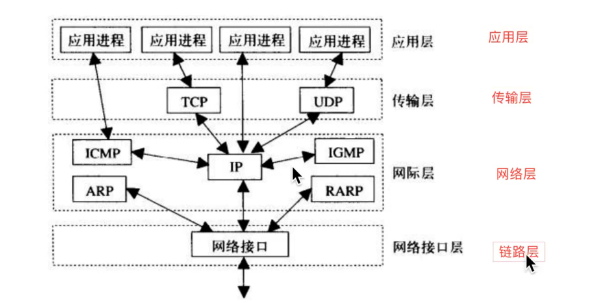 应用进程 应用进程 应用进程 应用进程 应用层 应用层
TCP UDP 传输层 传输层
ICMP IP IGMP 网际层 网络层
ARP RARP
网络接口 网络接口层 链路层